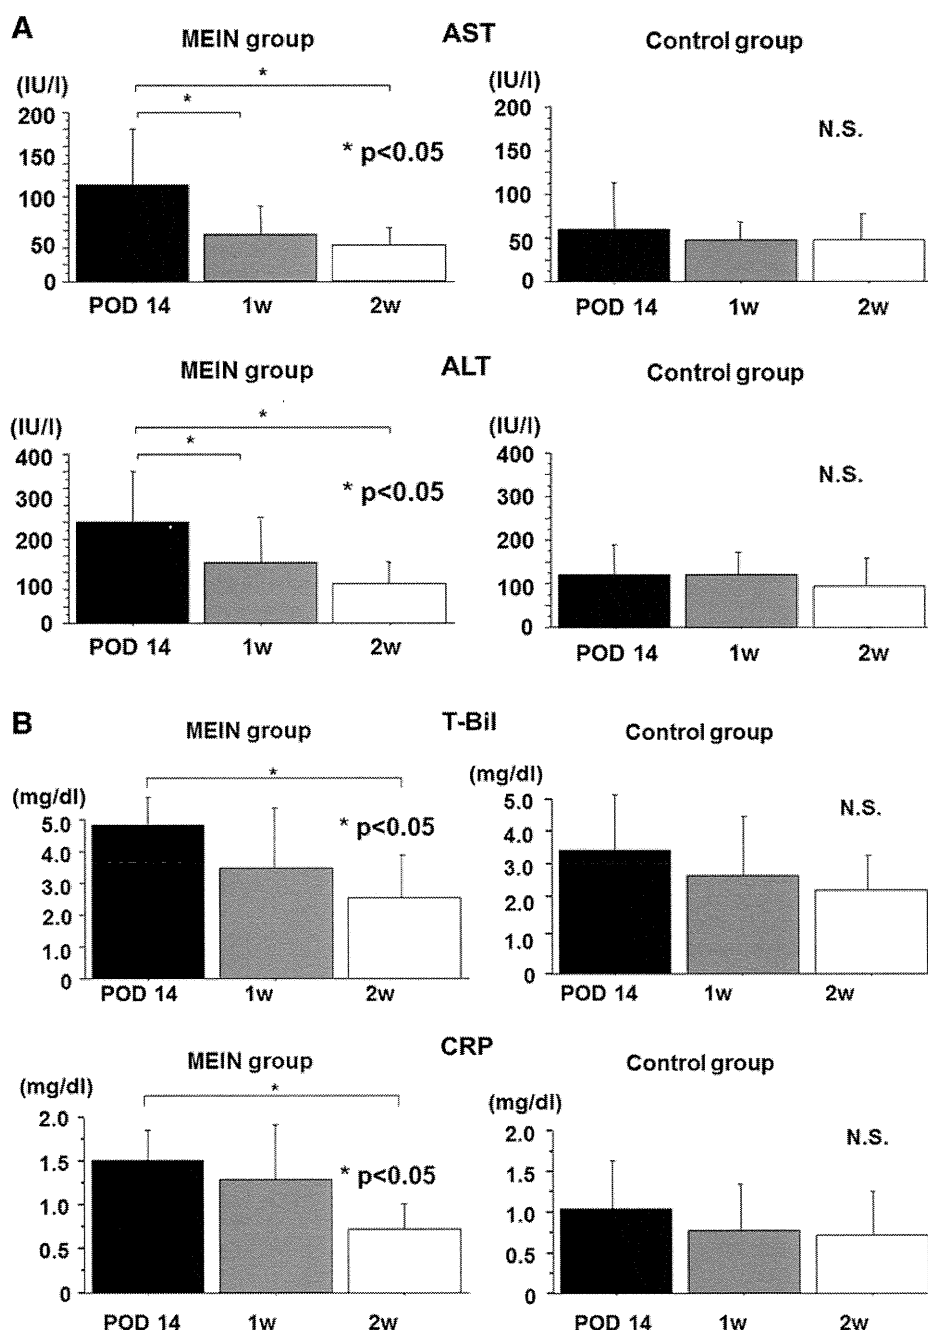 A
MEIN group
AST
Control group
(IU/l)
*
*
* p<0.05
200
150
100
50
0
POD 14
1w
2w
(IU/l)
N.S.
200
150
100
50
0
POD 14
1w
2w
MEIN group
ALT
Control group
(IU/l)
*
*
* p<0.05
400
300
200
100
0
POD 14
1w
2w
(IU/l)
N.S.
400
300
200
100
0
POD 14
1w
2w
B
MEIN group
T-Bil
Control group
(mg/dl)
*
* p<0.05
5.0
4.0
3.0
2.0
1.0
0
POD 14
1w
2w
(mg/dl)
N.S.
5.0
4.0
3.0
2.0
1.0
0
POD 14
1w
2w
MEIN group
CRP
Control group
(mg/dl)
*
* p<0.05
2.0
1.5
1.0
0.5
0
POD 14
1w
2w
(mg/dl)
N.S.
2.0
1.5
1.0
0.5
0
POD 14
1w
2w